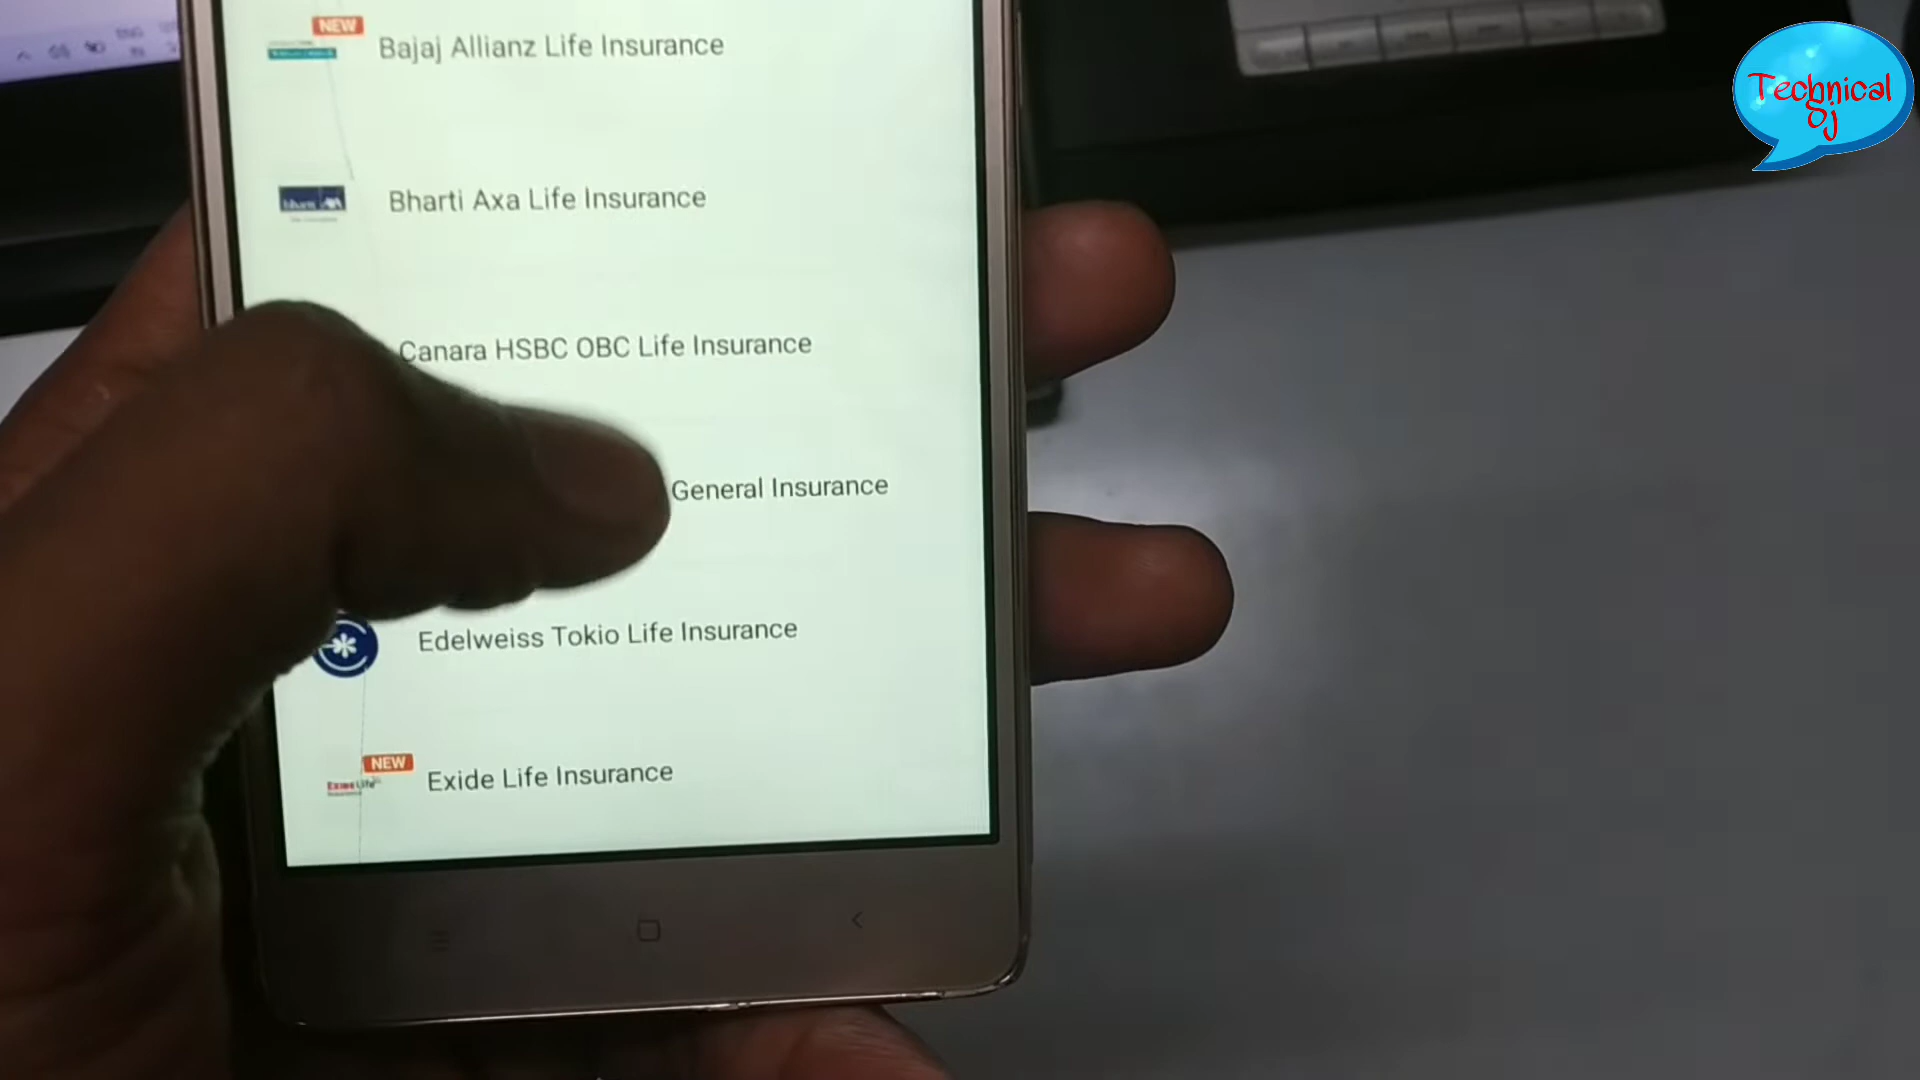 NEW
Bajaj Allianz Life Insurance
Bharti Axa Life Insurance
Canara HSBC OBC Life Insurance
General Insurance
Edelweiss Tokio Life Insurance
NEW
Exide Life Insurance
Technical
oj
ENG